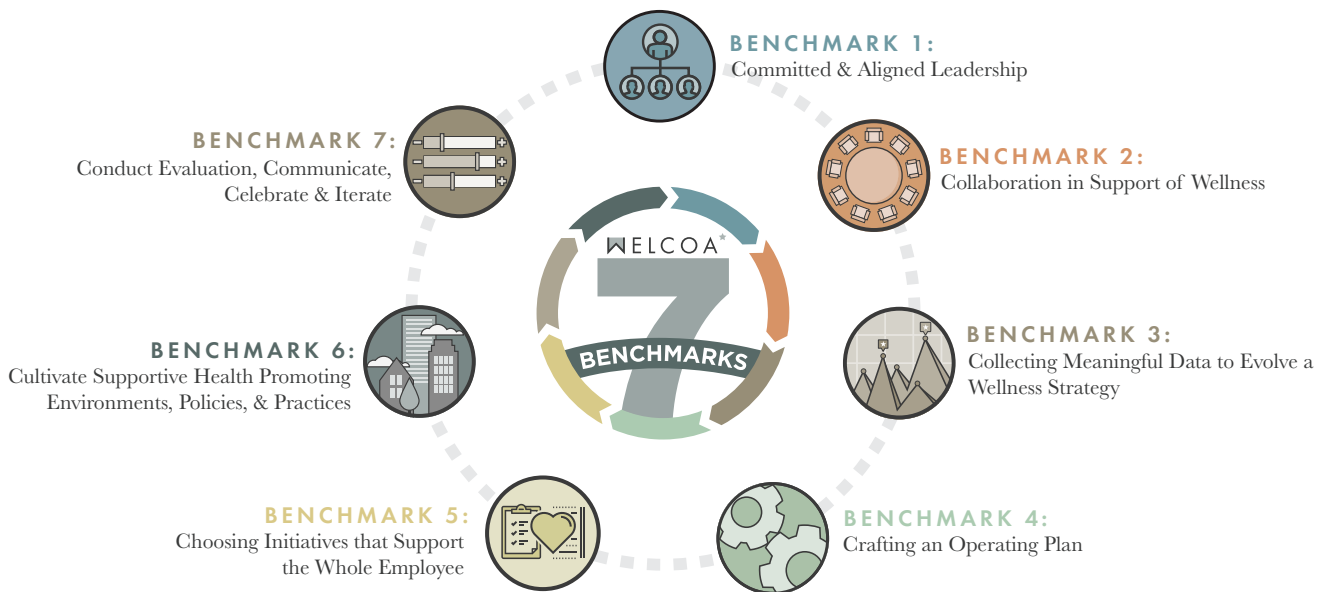 BENCHMARK 1:
Committed & Aligned Leadership
BENCHMARK 2:
Collaboration in Support of Wellness
BENCHMARK 3:
Collecting Meaningful Data to Evolve a
Wellness Strategy
BENCHMARK 4:
Crafting an Operating Plan
BENCHMARK 5:
Choosing Initiatives that Support
the Whole Employee
BENCHMARK 6:
Cultivate Supportive Health Promoting
Environments, Policies, & Practices
BENCHMARK 7:
Conduct Evaluation, Communicate,
Celebrate & Iterate
WELCOA*
7
BENCHMARKS